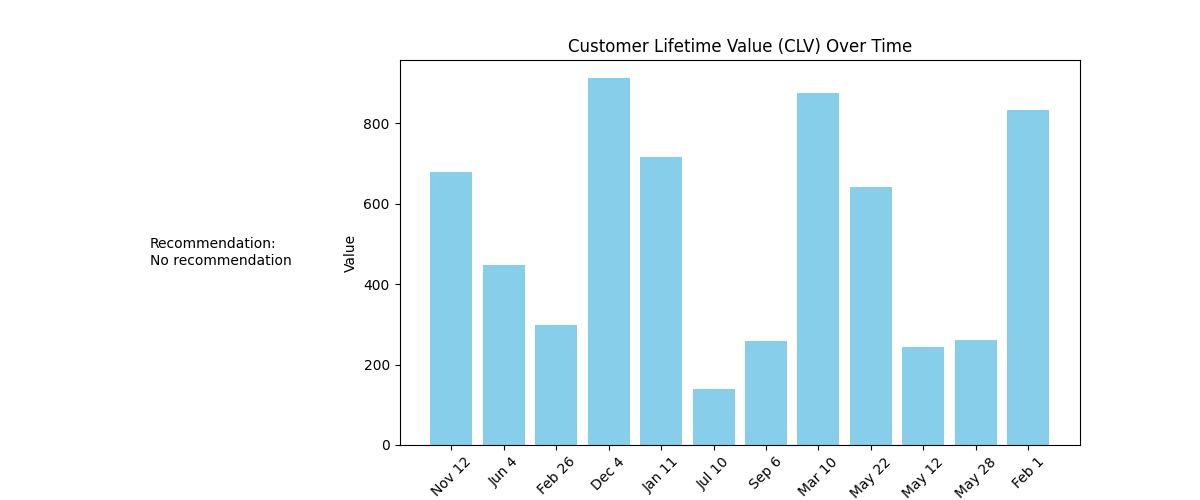 Customer Lifetime Value (CLV) Over Time
Recommendation:
No recommendation
Value
800
600
400
200
0
Nov 12
Jun 4
Feb 26
Dec 4
Jan 11
Jul 10
Sep 6
Mar 10
May 22
May 12
May 28
Feb 1